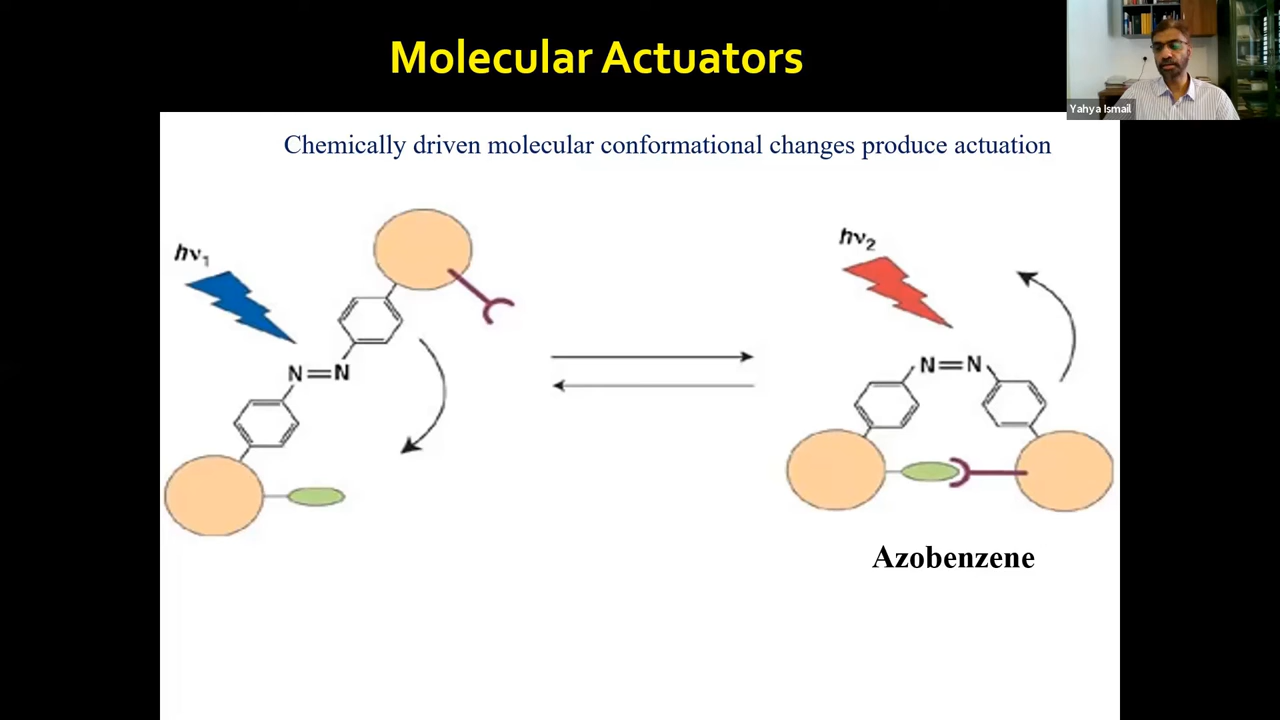 Molecular Actuators
Yahya Ismail
Chemically driven molecular conformational changes produce actuation
hν₁
hν₂
N=N
N=N
Azobenzene